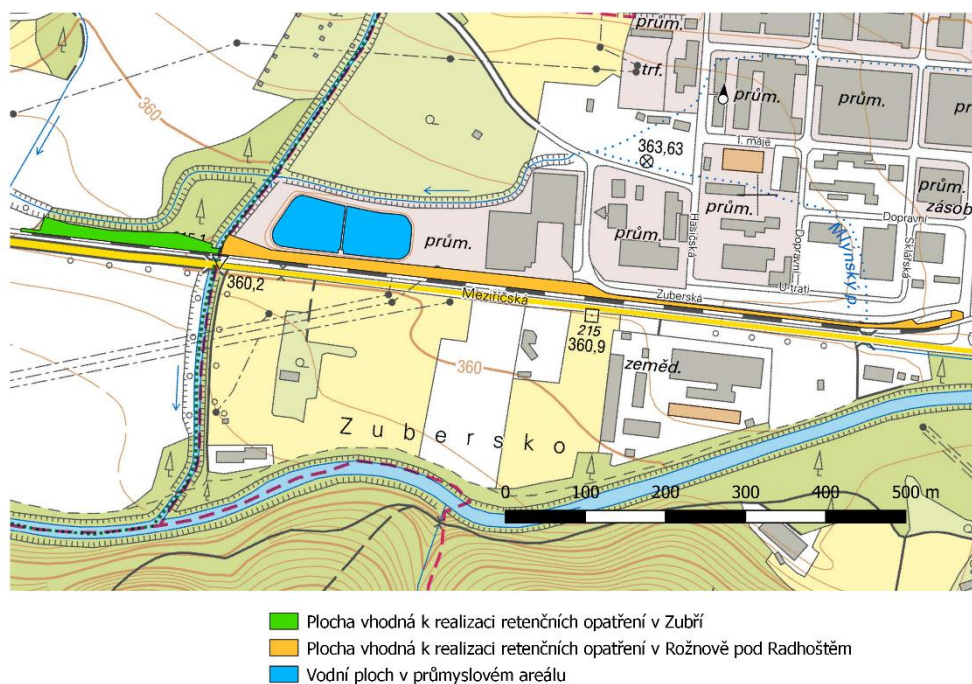 prům.
trf.
prům.
prům.
pr
360
363,63
1. máje
prům.
prům.
zásob
prům.
prům.
prům.
Dopravní
Hasičská
Dopravní
Sklářská
Mlýnský p.
U trati
Zuberská
Meziříčská
360,2
215
360,9
360
zeměd.
Zubersko
0 100 200 300 400 500 m
Plocha vhodná k realizaci retenčních opatření v Zubří
Plocha vhodná k realizaci retenčních opatření v Rožnově pod Radhoštěm
Vodní ploch v průmyslovém areálu